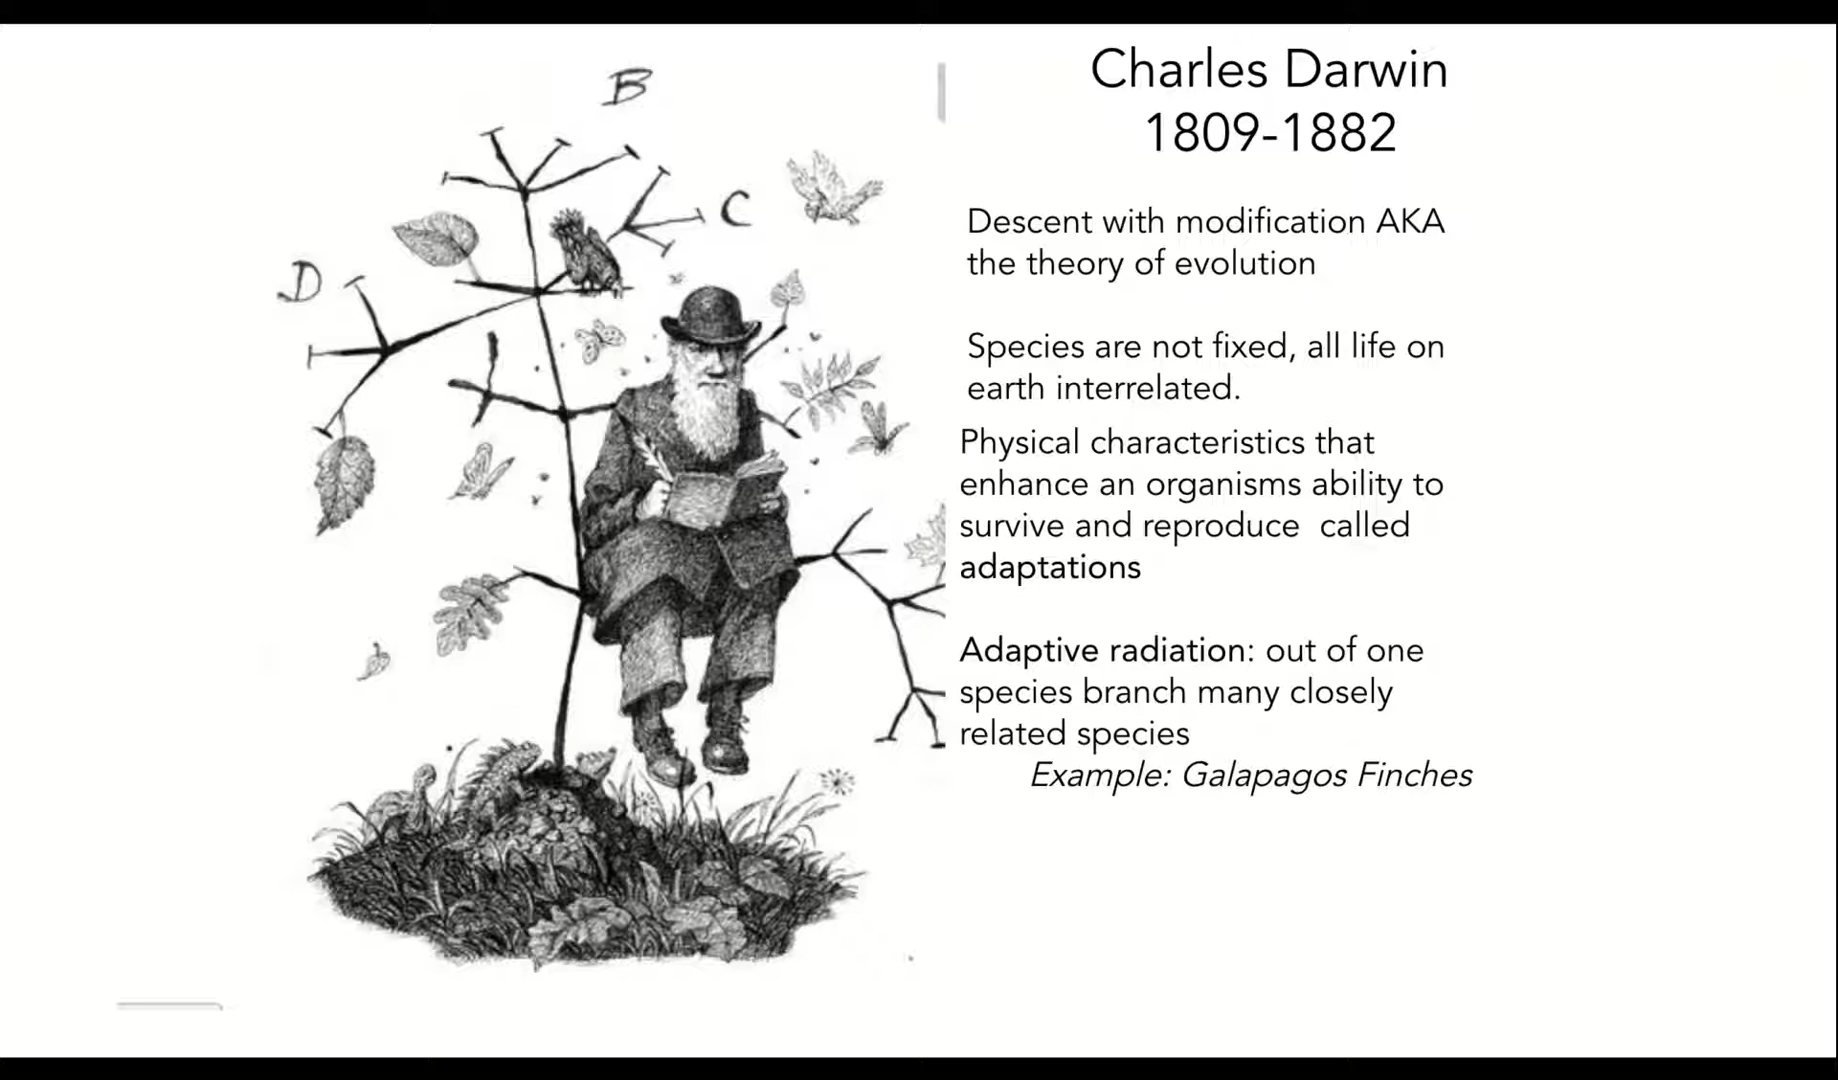 Charles Darwin
1809-1882
B
C
D
Descent with modification AKA
the theory of evolution
Species are not fixed, all life on
earth interrelated.
Physical characteristics that
enhance an organisms ability to
survive and reproduce called
adaptations
Adaptive radiation: out of one
species branch many closely
related species
Example: Galapagos Finches